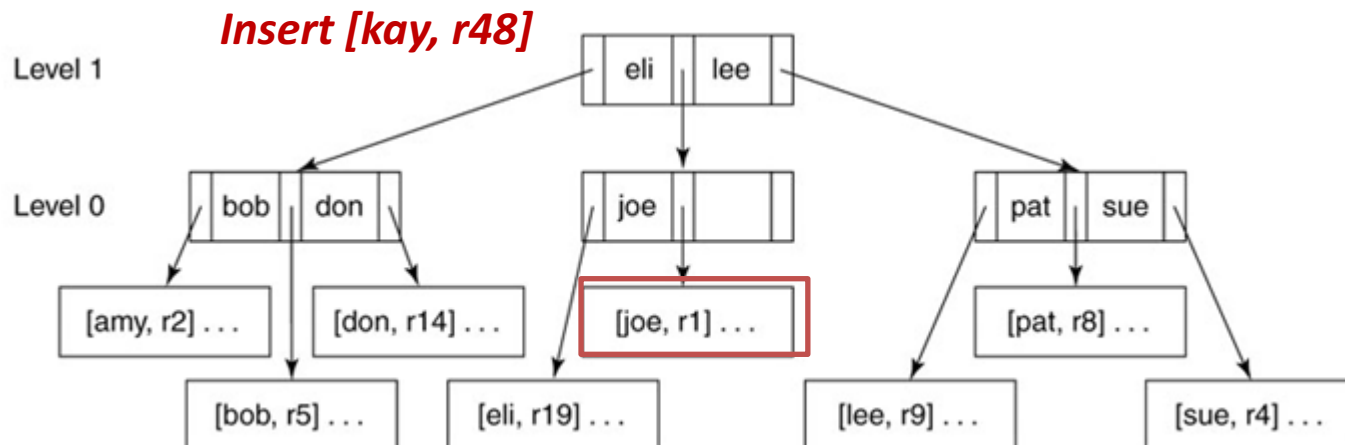 Insert [kay, r48]
Level 1
eli lee
Level 0
bob don
joe
pat sue
[amy, r2] . . .
[don, r14] . . .
[joe, r1] . . .
[pat, r8] . . .
[bob, r5] . . .
[eli, r19] . . .
[lee, r9] . . .
[sue, r4] . . .